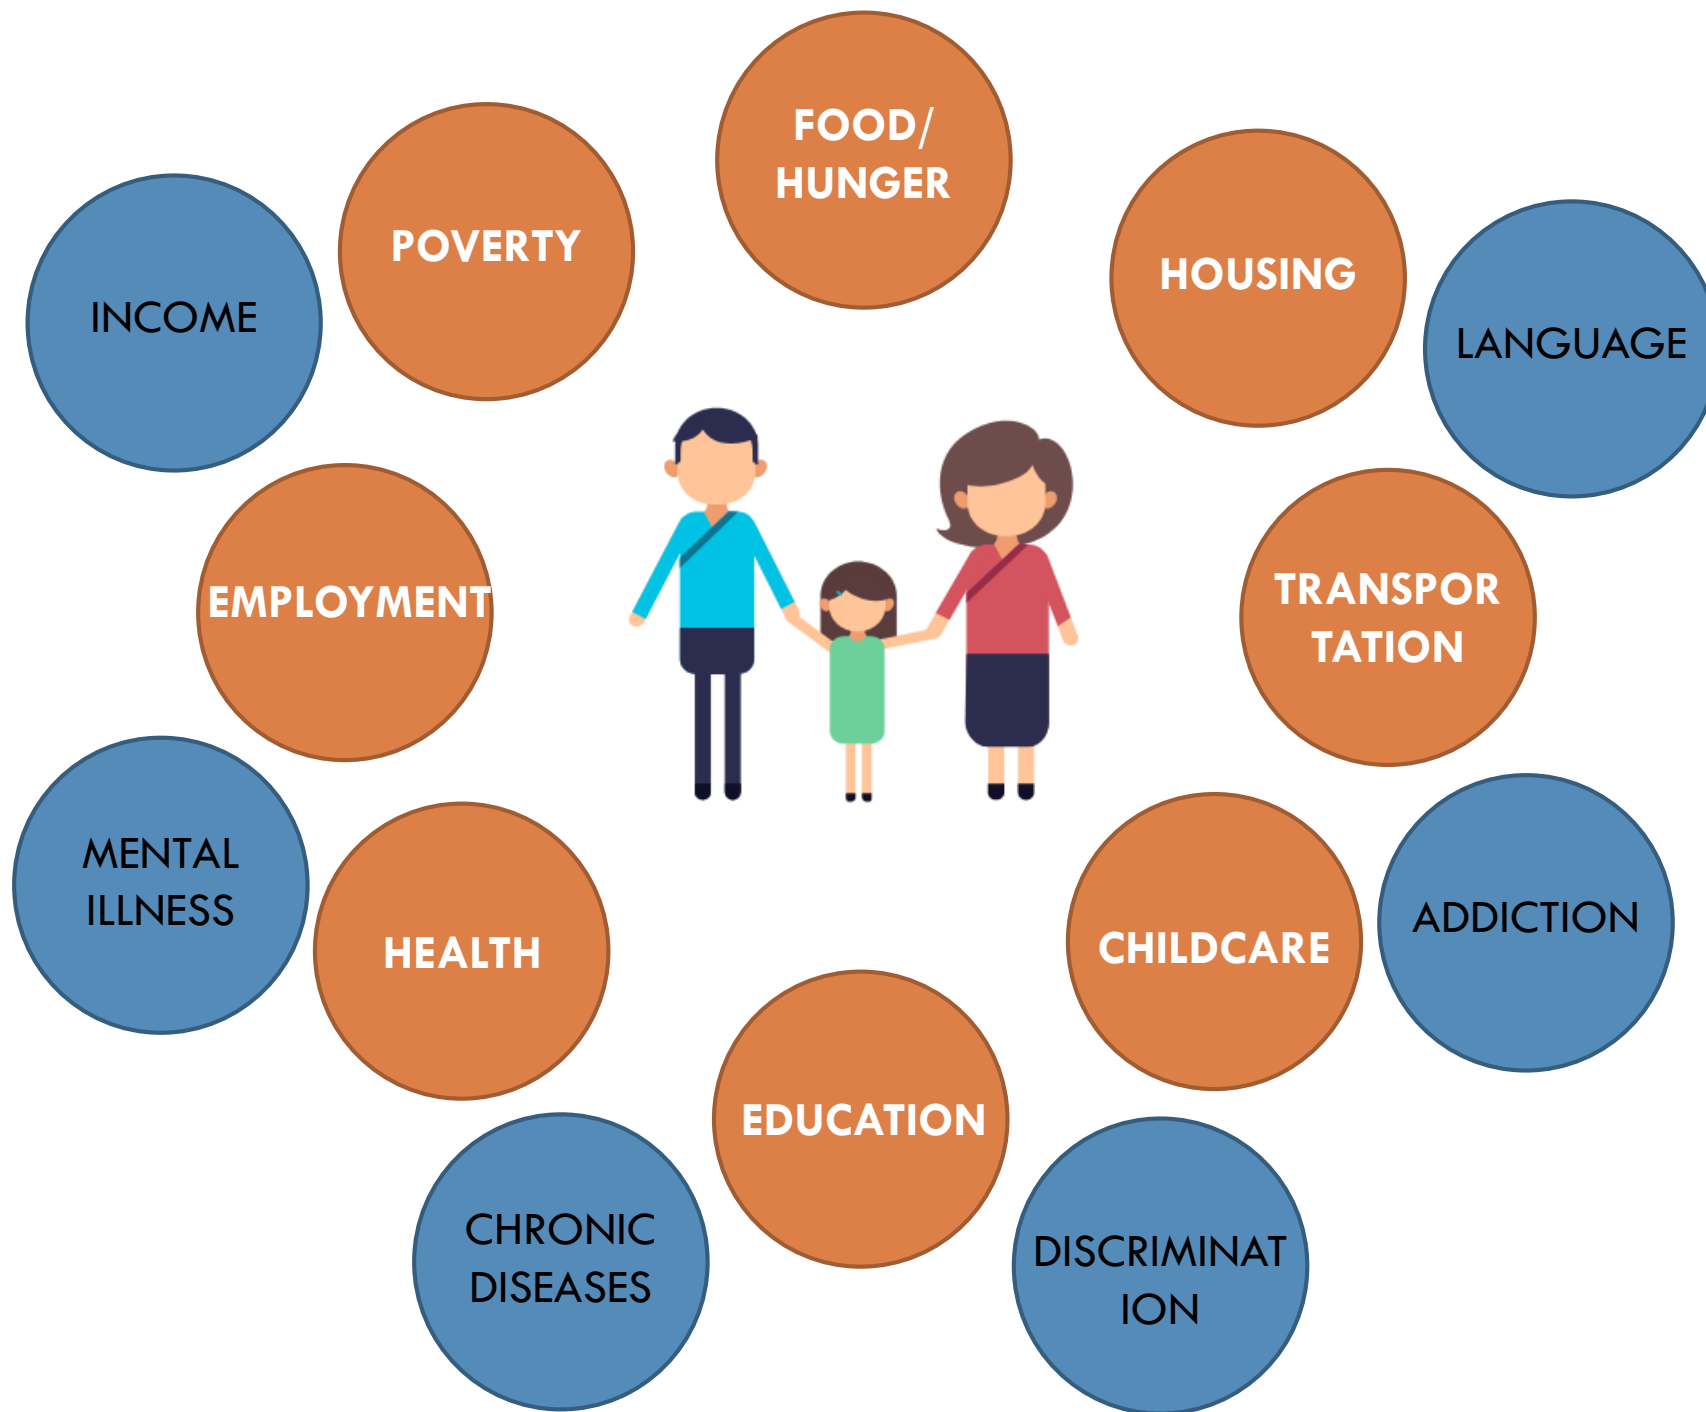 FOOD/
HUNGER
POVERTY
HOUSING
INCOME
LANGUAGE
EMPLOYMENT
TRANSPOR
TATION
MENTAL
ILLNESS
HEALTH
CHILDCARE
ADDICTION
EDUCATION
CHRONIC
DISEASES
DISCRIMINAT
ION